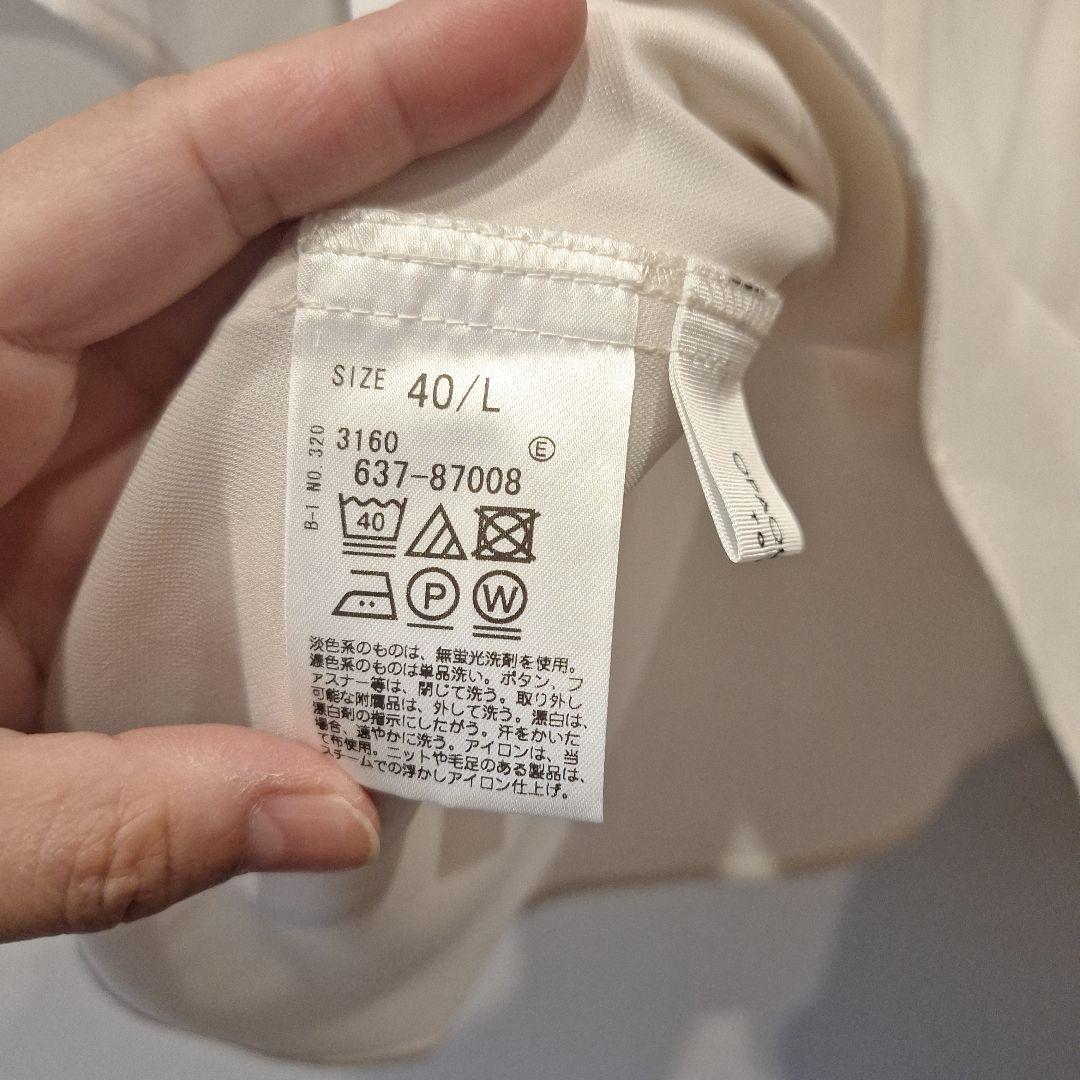 SIZE 40/L
3160
Ⓔ
637-87008
B-1 NO.320
40
P
W
淡色系のものは、無蛍光洗剤を使用。
濃色系のものは単品洗い。ボタン、フ
ァスナー等は、閉じて洗う。取り外し
可能な附属品は、外して洗う。漂白は、
漂白剤の指示にしたがう。汗をかいた
場合、速やかに洗う。アイロンは、当
て布使用。ニットや毛足のある製品は、
スチームでの浮かしアイロン仕上げ。